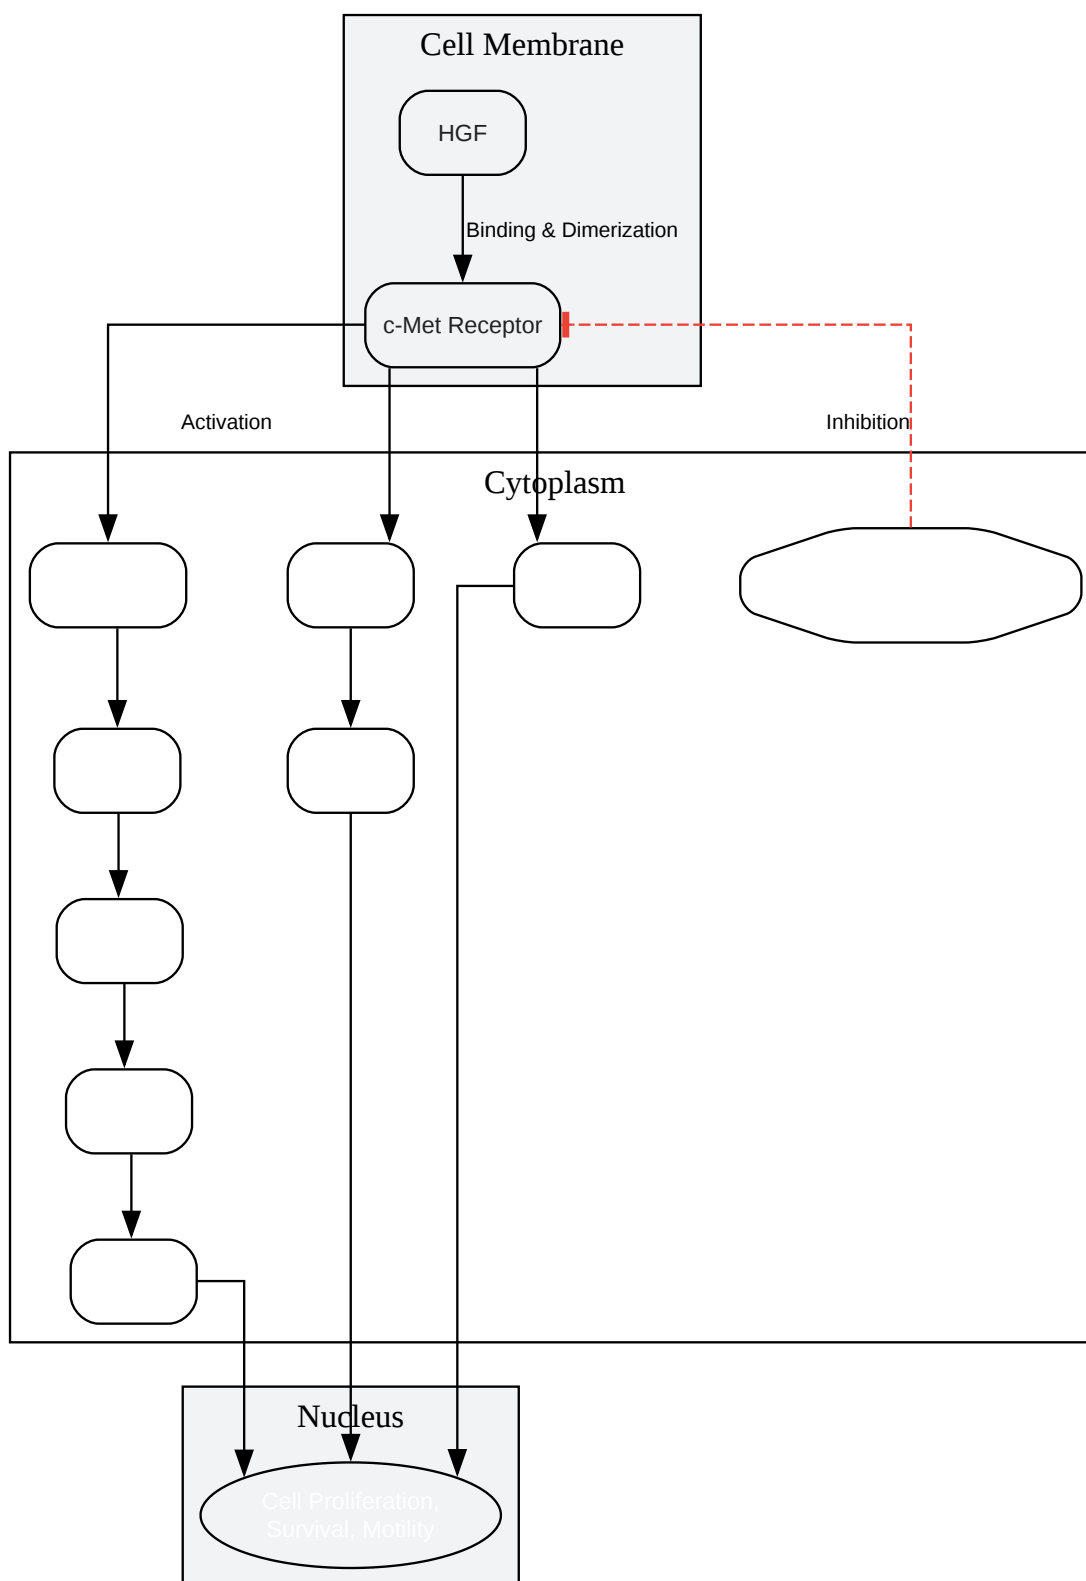 Cell Membrane
HGF
Binding & Dimerization
c-Met Receptor
Activation
Inhibition
Cytoplasm
Nucleus
Cell Proliferation,
Survival, Motility